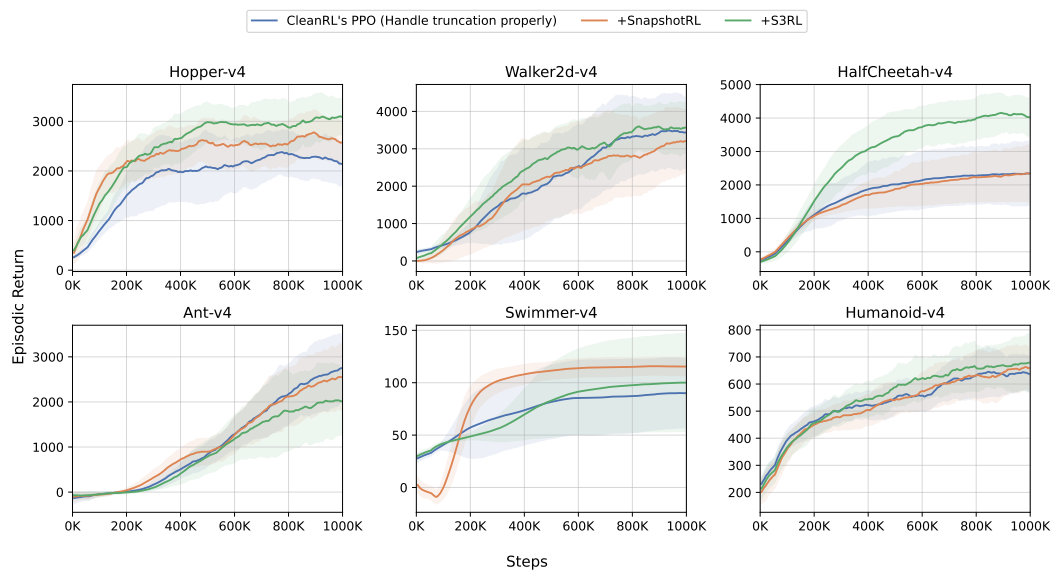 CleanRL's PPO (Handle truncation properly) +SnapshotRL +S3RL
Hopper-v4 Walker2d-v4 HalfCheetah-v4
3000
2000
1000
0
0K 200K 400K 600K 800K 1000K
4000
3000
2000
1000
0
0K 200K 400K 600K 800K 1000K
5000
4000
3000
2000
1000
0
0K 200K 400K 600K 800K 1000K
Episodic Return
Ant-v4 Swimmer-v4 Humanoid-v4
3000
2000
1000
0
0K 200K 400K 600K 800K 1000K
150
100
50
0
0K 200K 400K 600K 800K 1000K
800
700
600
500
400
300
200
0K 200K 400K 600K 800K 1000K
Steps